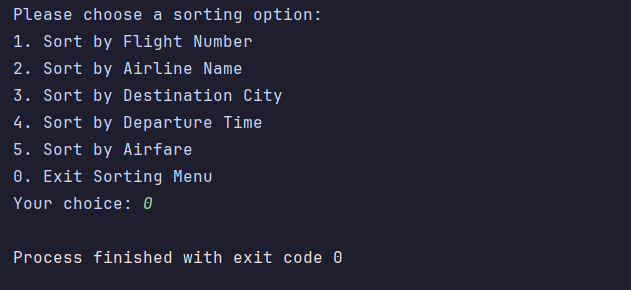 Please choose a sorting option:
1. Sort by Flight Number
2. Sort by Airline Name
3. Sort by Destination City
4. Sort by Departure Time
5. Sort by Airfare
0. Exit Sorting Menu
Your choice: 0
Process finished with exit code 0